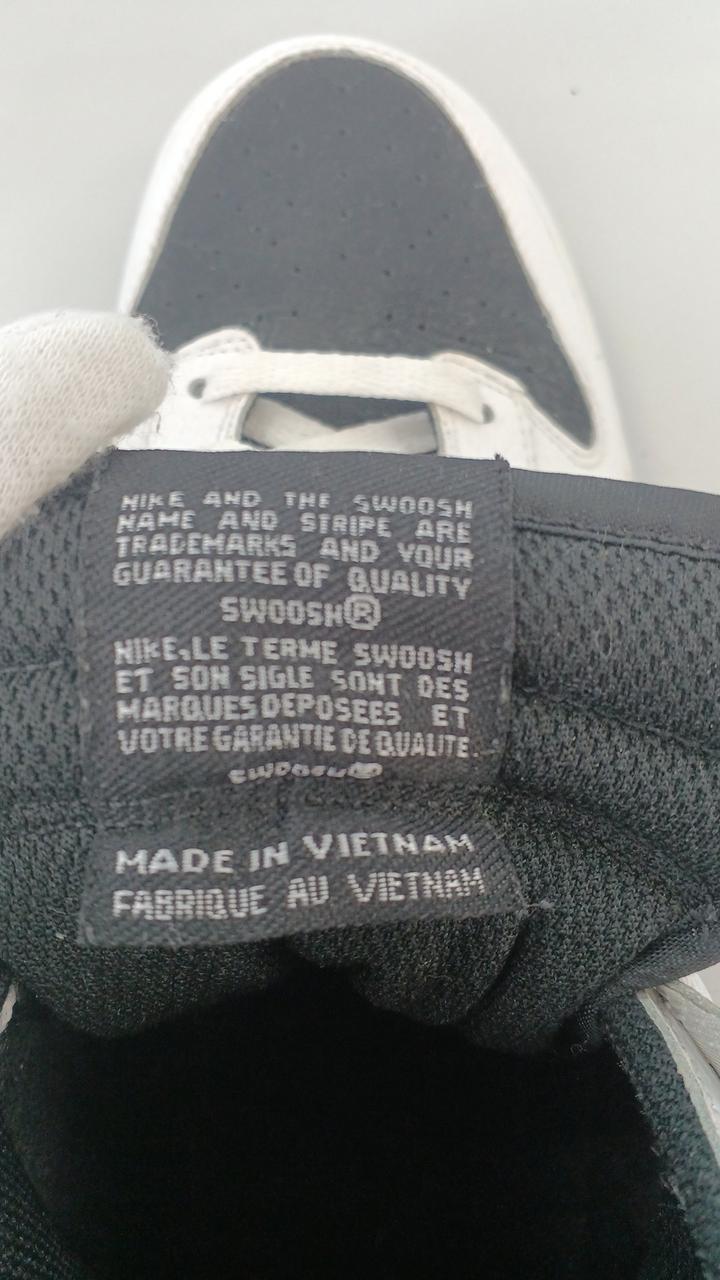 NIKE AND THE SWOOSH
NAME AND STRIPE ARE
TRADEMARKS AND YOUR
GUARANTEE OF QUALITY
SWOOSH®
NIKE, LE TERME SWOOSH
ET SON SIGLE SONT DES
MARQUES DEPOSEES ET
VOTRE GARANTIE DE QUALITE.
SWOOSH®
MADE IN VIETNAM
FABRIQUE AU VIETNAM